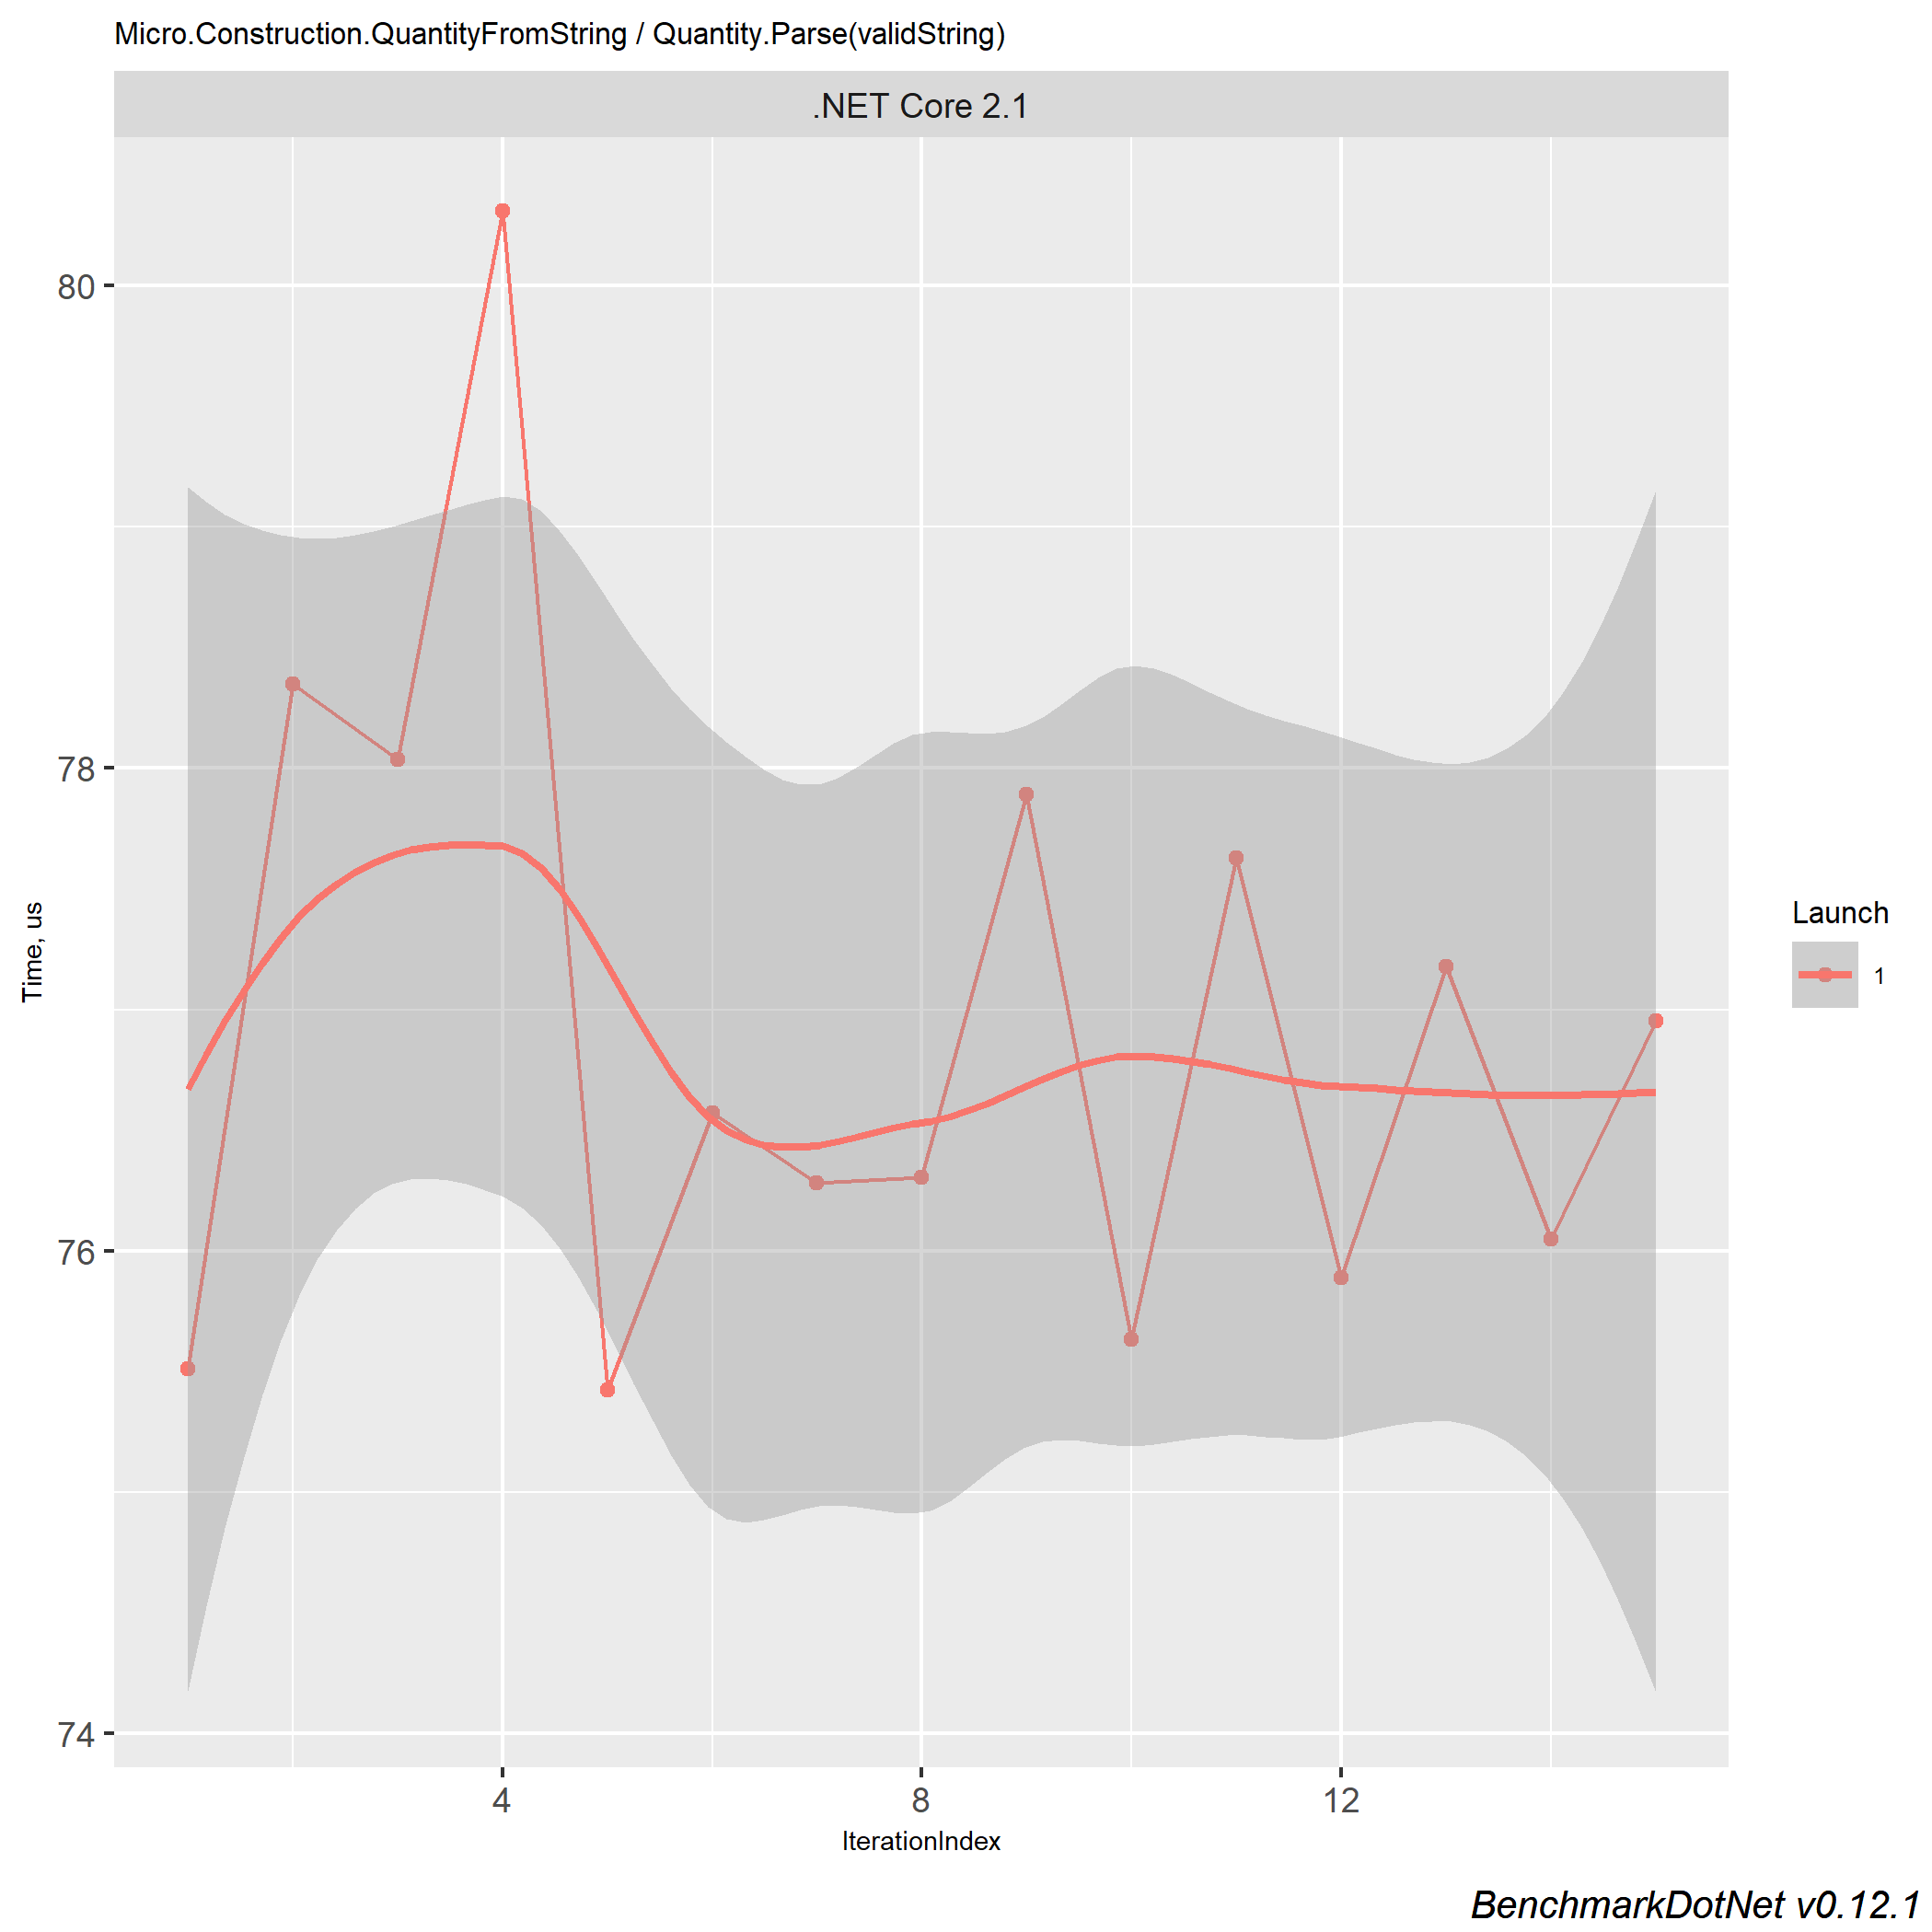 Micro.Construction.QuantityFromString / Quantity.Parse(validString)
.NET Core 2.1
80
78
76
74
Time, us
4
8
12
IterationIndex
Launch
1
BenchmarkDotNet v0.12.1